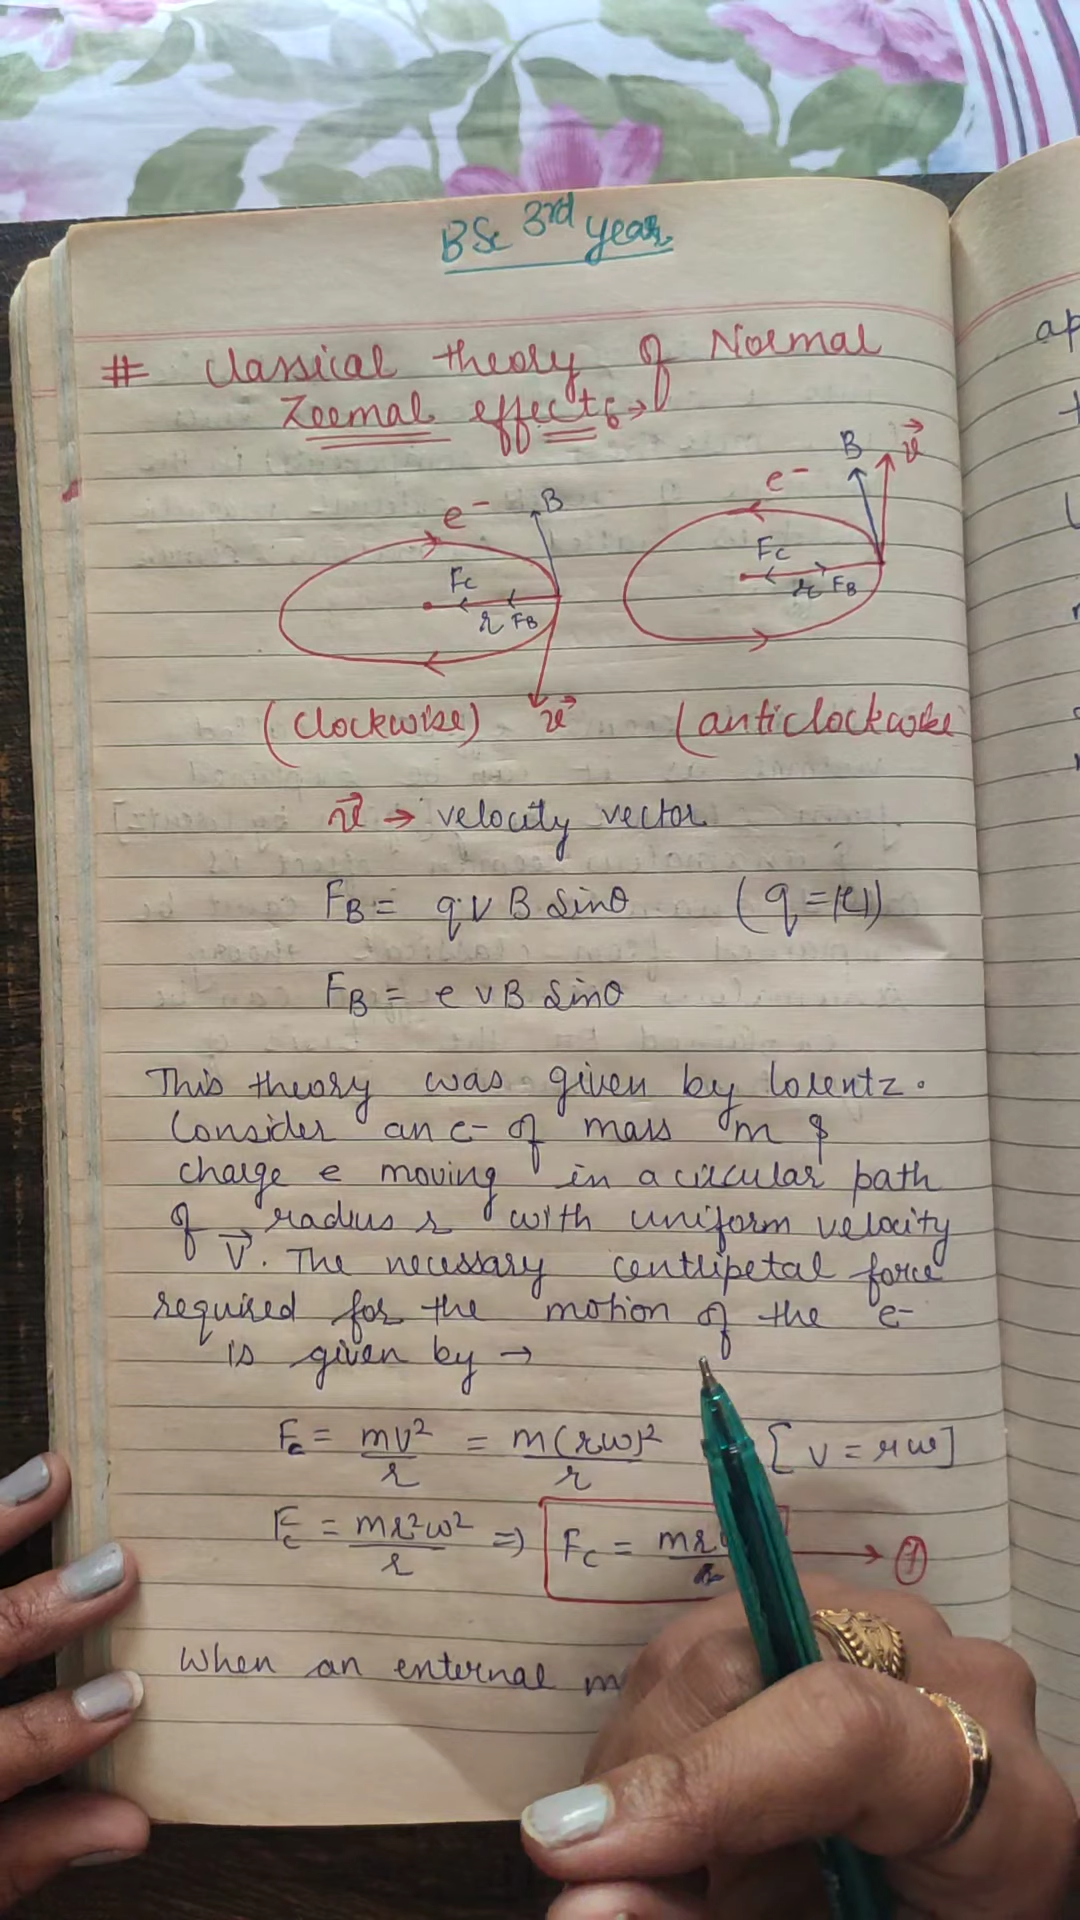 BSc 3rd year
# Classical theory of Normal
Zeemal effect :→
e⁻ B
Fc
r FB
(Clockwise) v⃗
B v⃗
e⁻
Fc
r FB
(anticlockwise
v⃗ → velocity vector
FB = qVB Sinθ (q = |e|)
FB = eVB Sinθ
This theory was given by Lorentz.
Consider an e- of mass m &
charge e moving in a circular path
of radius r with uniform velocity
V⃗. The necessary centripetal force
required for the motion of the e-
is given by →
Fc = mv²/r = m(rω)²/r [v = rω]
Fc = mr²ω²/r ⇒ Fc = mr → ①
When an enternal m
ap